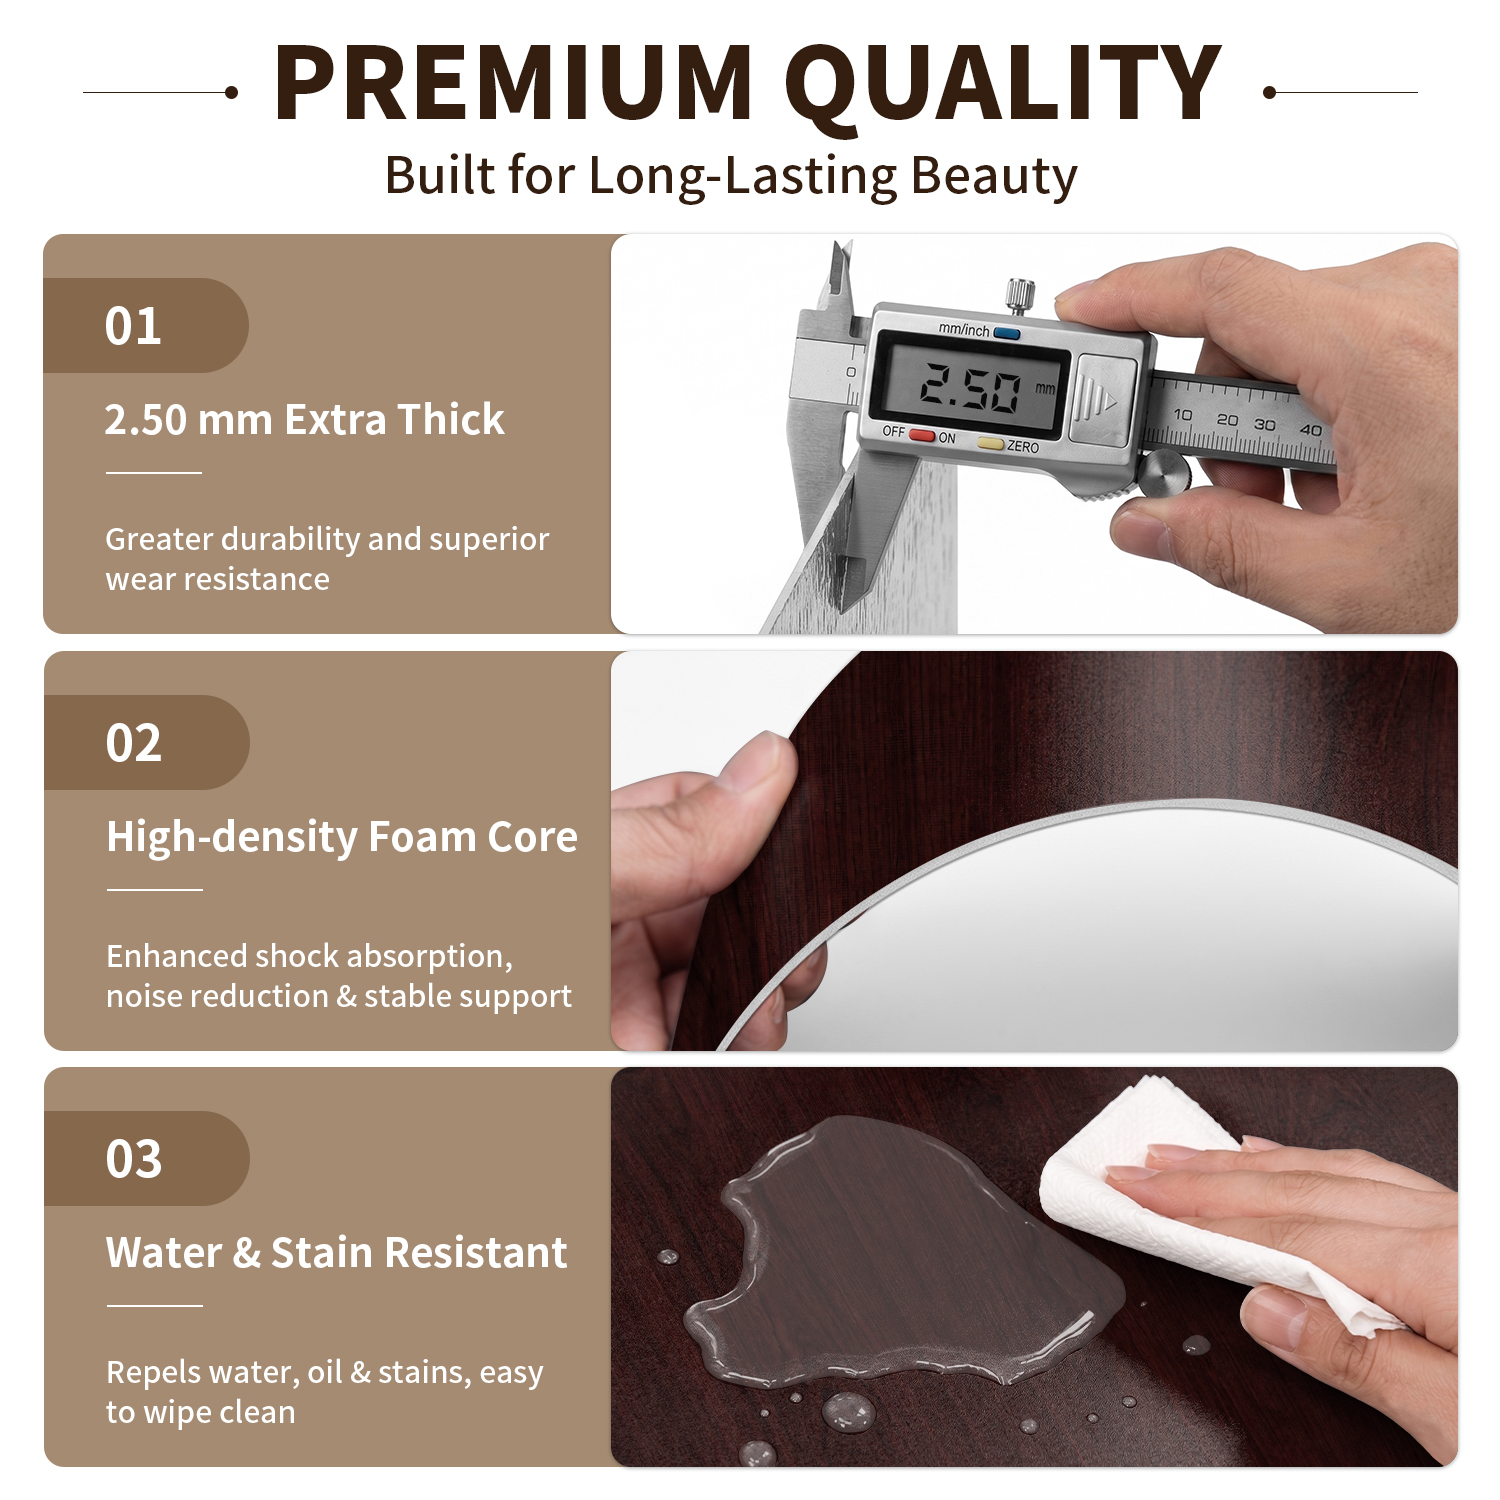 PREMIUM QUALITY
Built for Long-Lasting Beauty
01
2.50 mm Extra Thick
Greater durability and superior
wear resistance
mm/inch
0
2.50 mm
OFF ON ZERO
10 20 30 40
02
High-density Foam Core
Enhanced shock absorption,
noise reduction & stable support
03
Water & Stain Resistant
Repels water, oil & stains, easy
to wipe clean